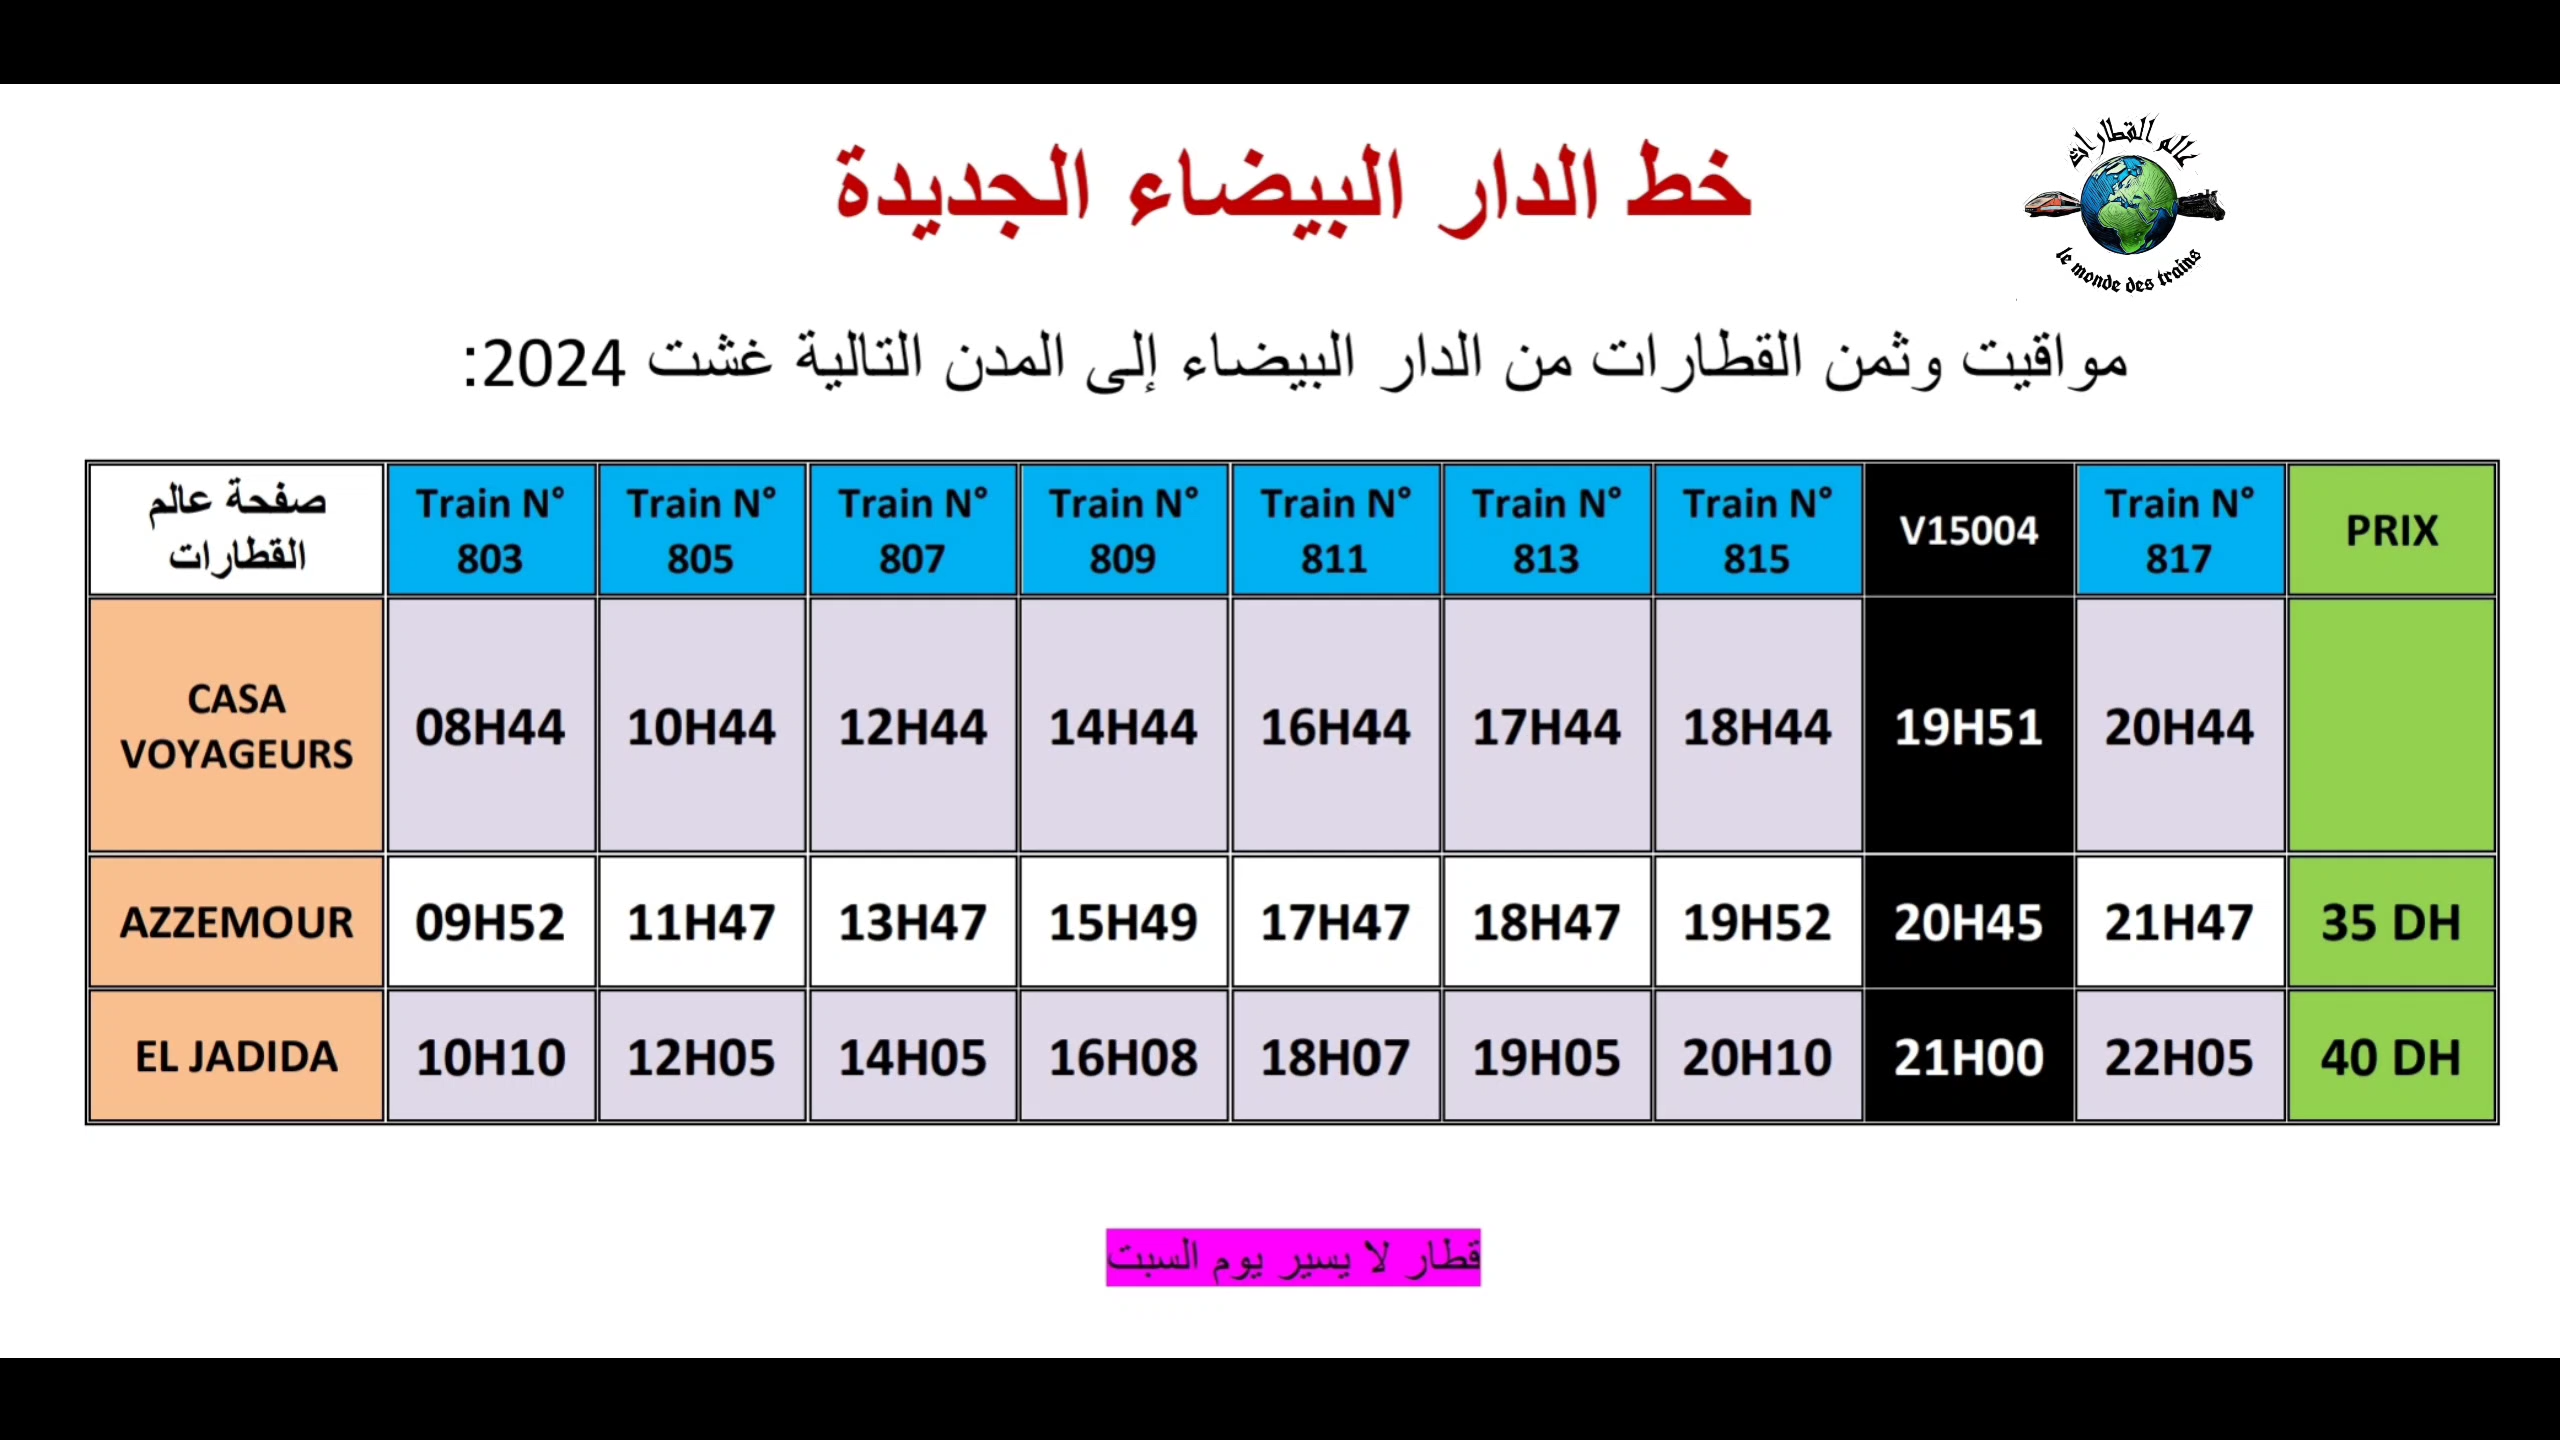 عالم القطارات
le monde des trains
خط الدار البيضاء الجديدة
مواقيت وثمن القطارات من الدار البيضاء إلى المدن التالية غشت 2024:
صفحة عالم القطارات Train N° 803 Train N° 805 Train N° 807 Train N° 809 Train N° 811 Train N° 813 Train N° 815 V15004 Train N° 817 PRIX
CASA VOYAGEURS 08H44 10H44 12H44 14H44 16H44 17H44 18H44 19H51 20H44
AZZEMOUR 09H52 11H47 13H47 15H49 17H47 18H47 19H52 20H45 21H47 35 DH
EL JADIDA 10H10 12H05 14H05 16H08 18H07 19H05 20H10 21H00 22H05 40 DH
قطار لا يسير يوم السبت